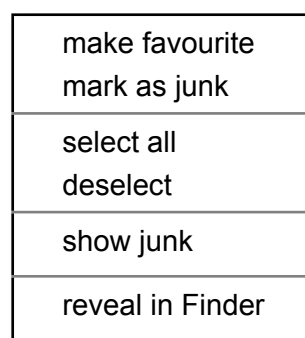 make favourite
mark as junk
select all
deselect
show junk
reveal in Finder